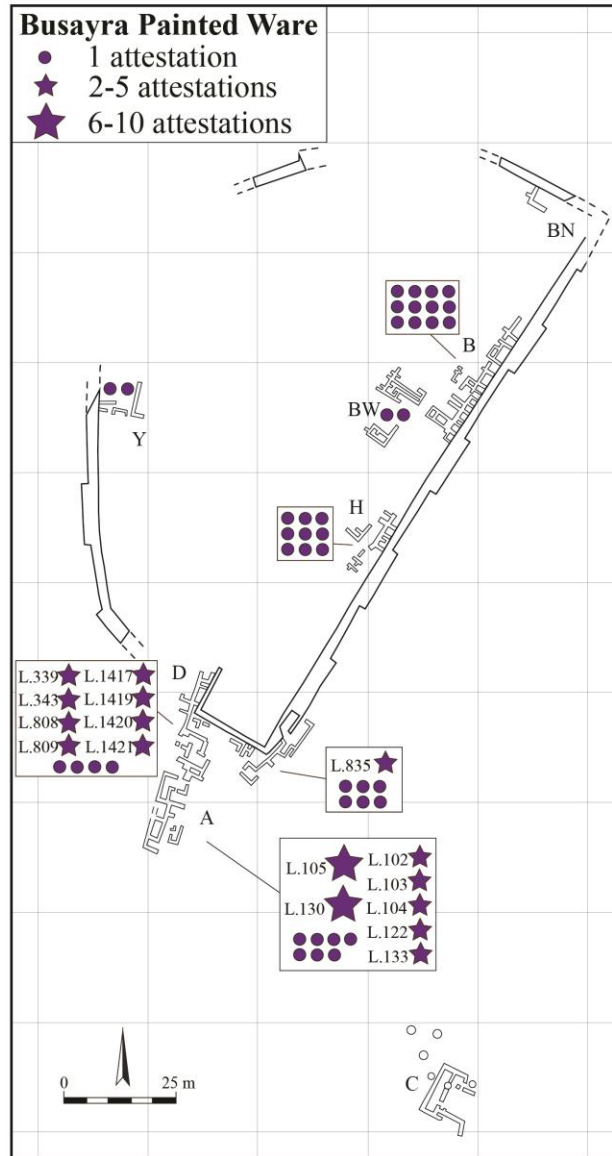 Busayra Painted Ware
1 attestation
2-5 attestations
6-10 attestations
BN
B
BW
Y
H
D
L.339 L.1417
L.343 L.1419
L.808 L.1420
L.809 L.1421
L.835
A
L.105 L.102
L.103
L.130 L.104
L.122
L.133
C
0 25 m